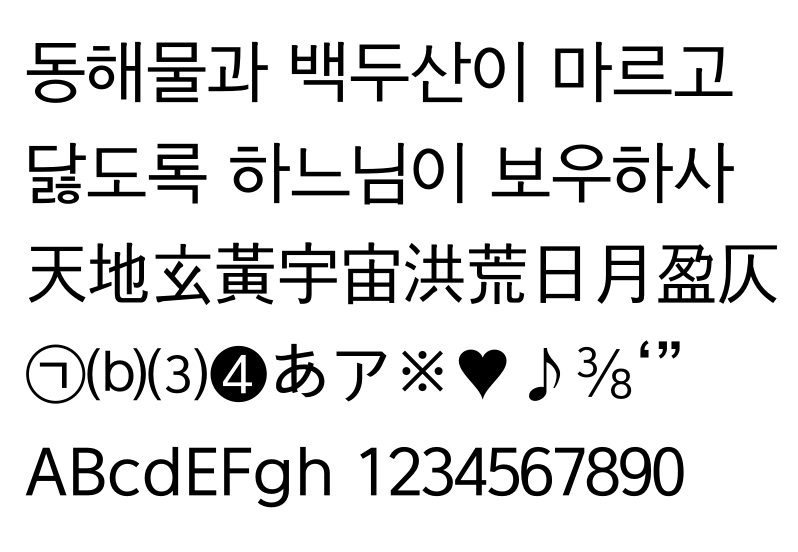 동해물과 백두산이 마르고
닳도록 하느님이 보우하사
天地玄黃宇宙洪荒日月盈仄
㉠⒝⑶❹あア※♥♪⅜‘”
ABcdEFgh 1234567890